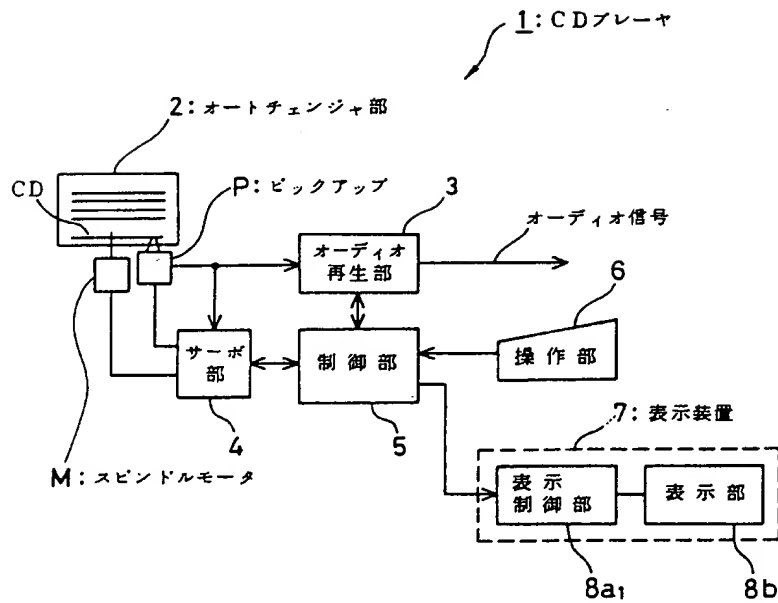 1: CDプレーヤ
2: オートチェンジャ部
CD
P: ピックアップ
3
オーディオ信号
オーディオ
再生部
6
サーボ
部
制御部
操作部
4
5
7: 表示装置
M: スピンドルモータ
表示
制御部
表示部
8a1
8b